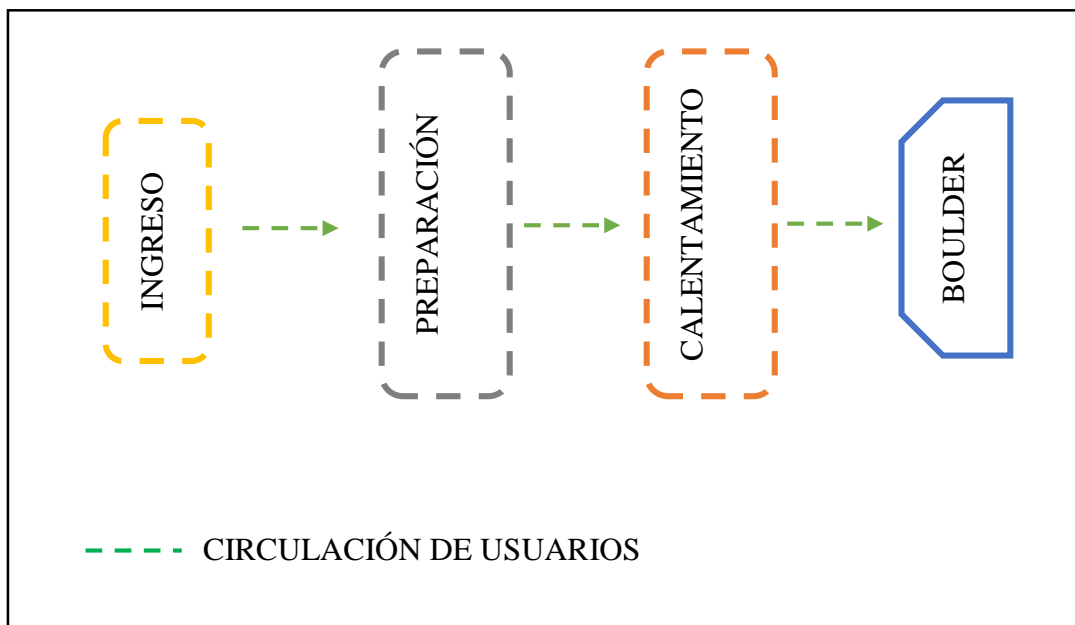 INGRESO
PREPARACIÓN
CALENTAMIENTO
BOULDER
CIRCULACIÓN DE USUARIOS